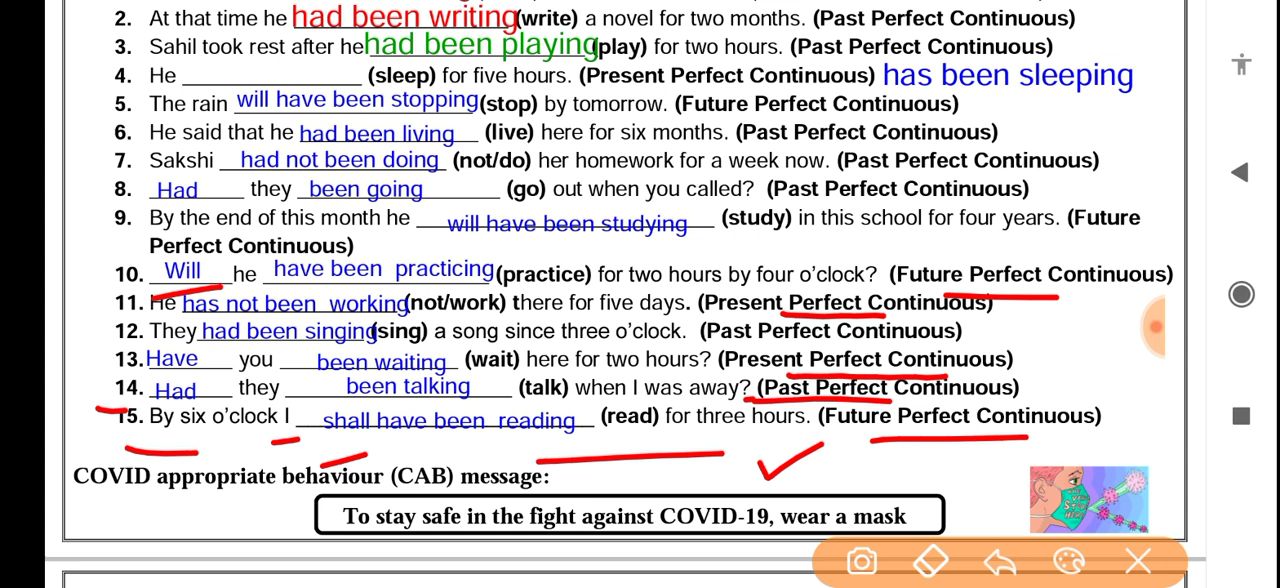 2. At that time he had been writing (write) a novel for two months. (Past Perfect Continuous)
3. Sahil took rest after he had been playing (play) for two hours. (Past Perfect Continuous)
4. He ________________ (sleep) for five hours. (Present Perfect Continuous) has been sleeping
5. The rain will have been stopping (stop) by tomorrow. (Future Perfect Continuous)
6. He said that he had been living (live) here for six months. (Past Perfect Continuous)
7. Sakshi had not been doing (not/do) her homework for a week now. (Past Perfect Continuous)
8. Had they been going (go) out when you called? (Past Perfect Continuous)
9. By the end of this month he will have been studying (study) in this school for four years. (Future
Perfect Continuous)
10. Will he have been practicing (practice) for two hours by four o'clock? (Future Perfect Continuous)
11. He has not been working (not/work) there for five days. (Present Perfect Continuous)
12. They had been singing (sing) a song since three o'clock. (Past Perfect Continuous)
13. Have you been waiting (wait) here for two hours? (Present Perfect Continuous)
14. Had they been talking (talk) when I was away? (Past Perfect Continuous)
15. By six o'clock I shall have been reading (read) for three hours. (Future Perfect Continuous)
COVID appropriate behaviour (CAB) message:
To stay safe in the fight against COVID-19, wear a mask